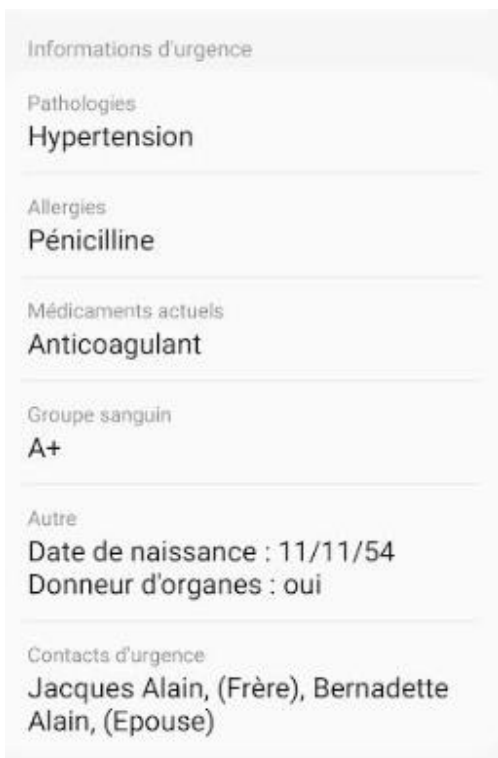 Informations d'urgence
Pathologies
Hypertension
Allergies
Pénicilline
Médicaments actuels
Anticoagulant
Groupe sanguin
A+
Autre
Date de naissance : 11/11/54
Donneur d'organes : oui
Contacts d'urgence
Jacques Alain, (Frère), Bernadette
Alain, (Epouse)